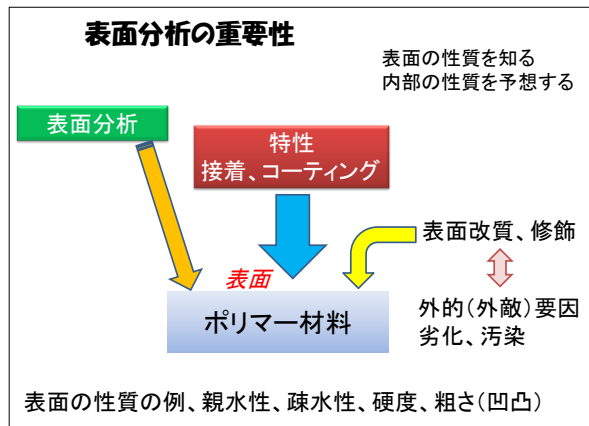 表面分析の重要性
表面の性質を知る
内部の性質を予想する
表面分析
特性
接着、コーティング
表面改質、修飾
表面
ポリマー材料
外的(外敵)要因
劣化、汚染
表面の性質の例、親水性、疎水性、硬度、粗さ(凹凸)